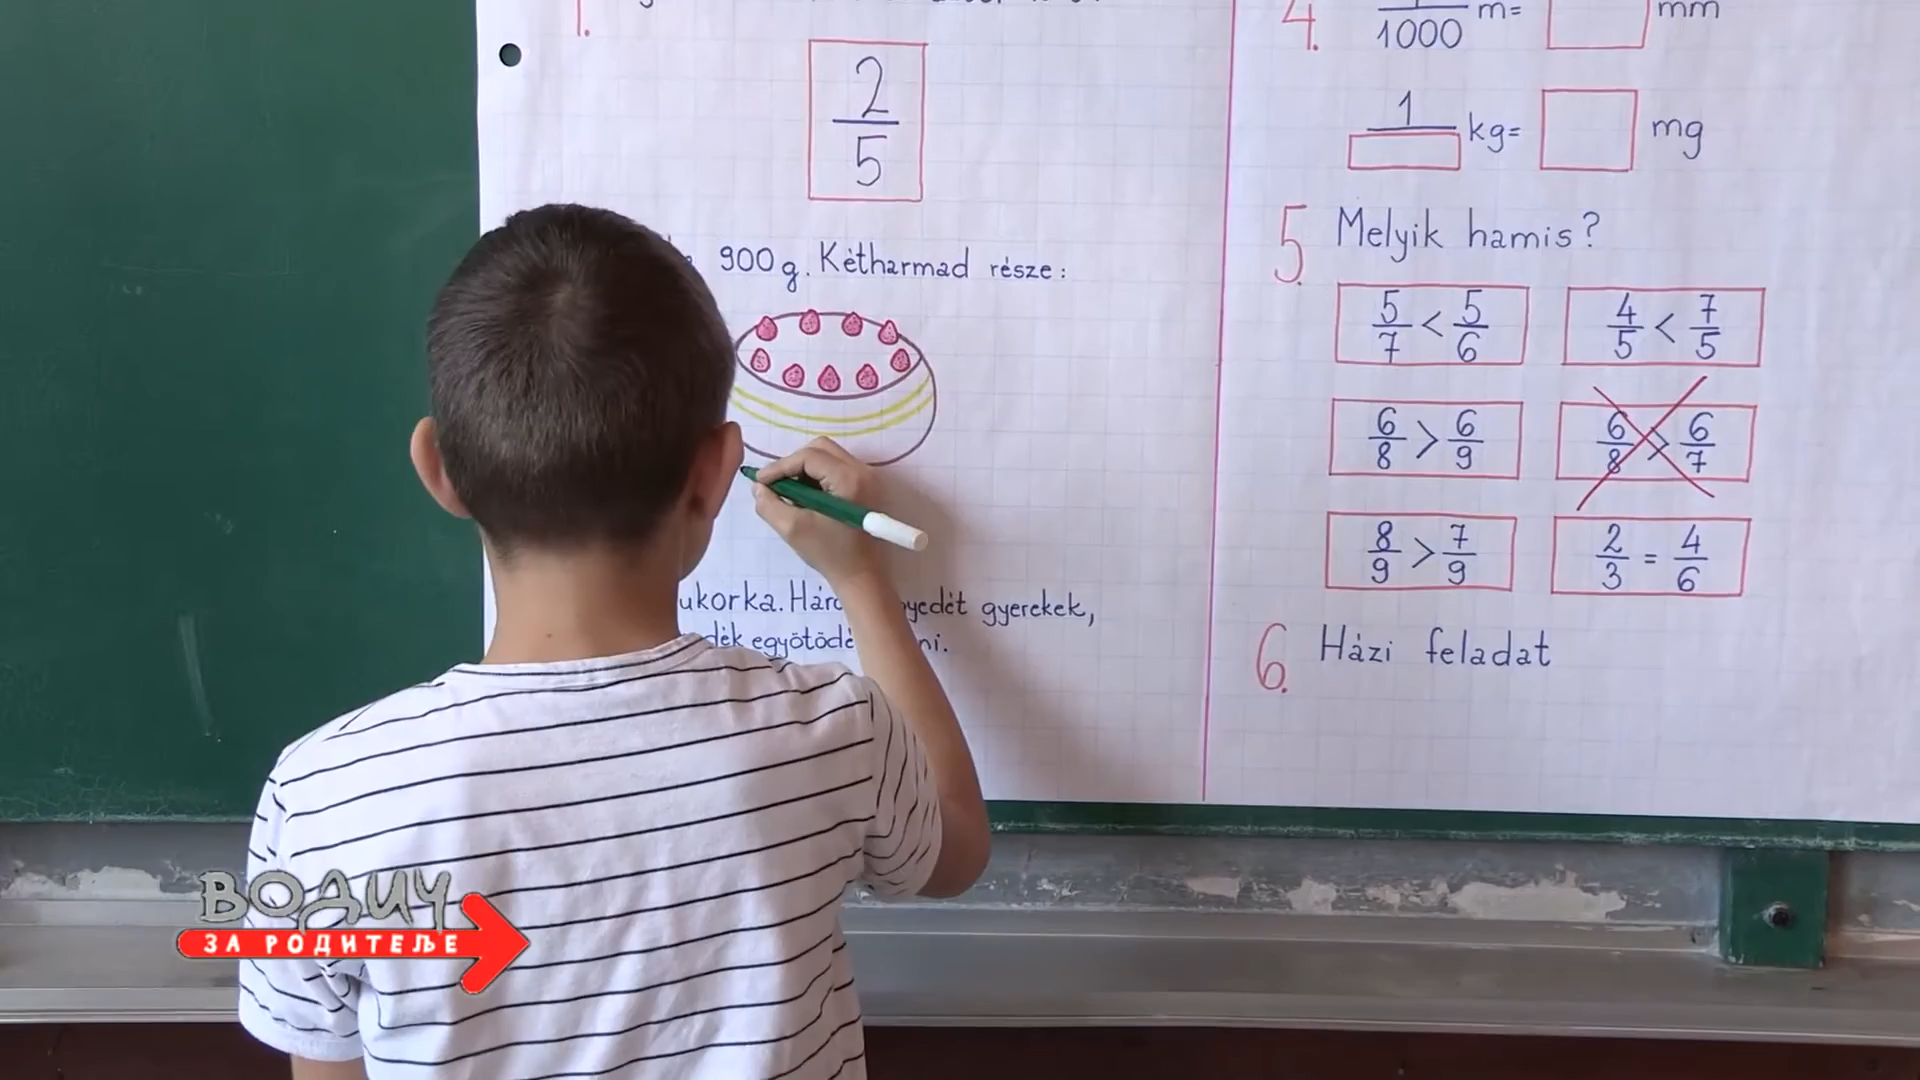 1.
2
5
900 g. Kétharmad része:
gyerekek,
4.
1000 m= mm
1 kg= mg
5. Melyik hamis?
5/7 < 5/6
4/5 < 7/5
6/8 > 6/9
6/8 > 6/7
8/9 > 7/9
2/3 = 4/6
6. Házi feladat
ВОДИЧ
ЗА РОДИТЕЉЕ